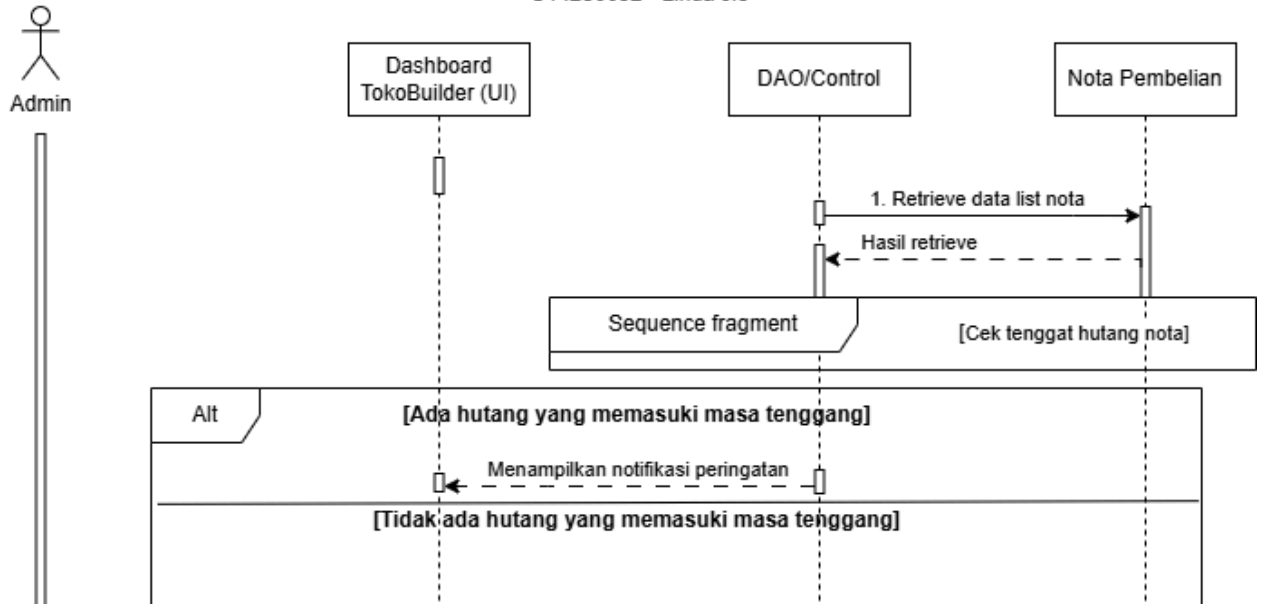 Admin
Dashboard
TokoBuilder (UI)
DAO/Control
Nota Pembelian
1. Retrieve data list nota
Hasil retrieve
Sequence fragment
[Cek tenggat hutang nota]
Alt
[Ada hutang yang memasuki masa tenggang]
Menampilkan notifikasi peringatan
[Tidak ada hutang yang memasuki masa tenggang]